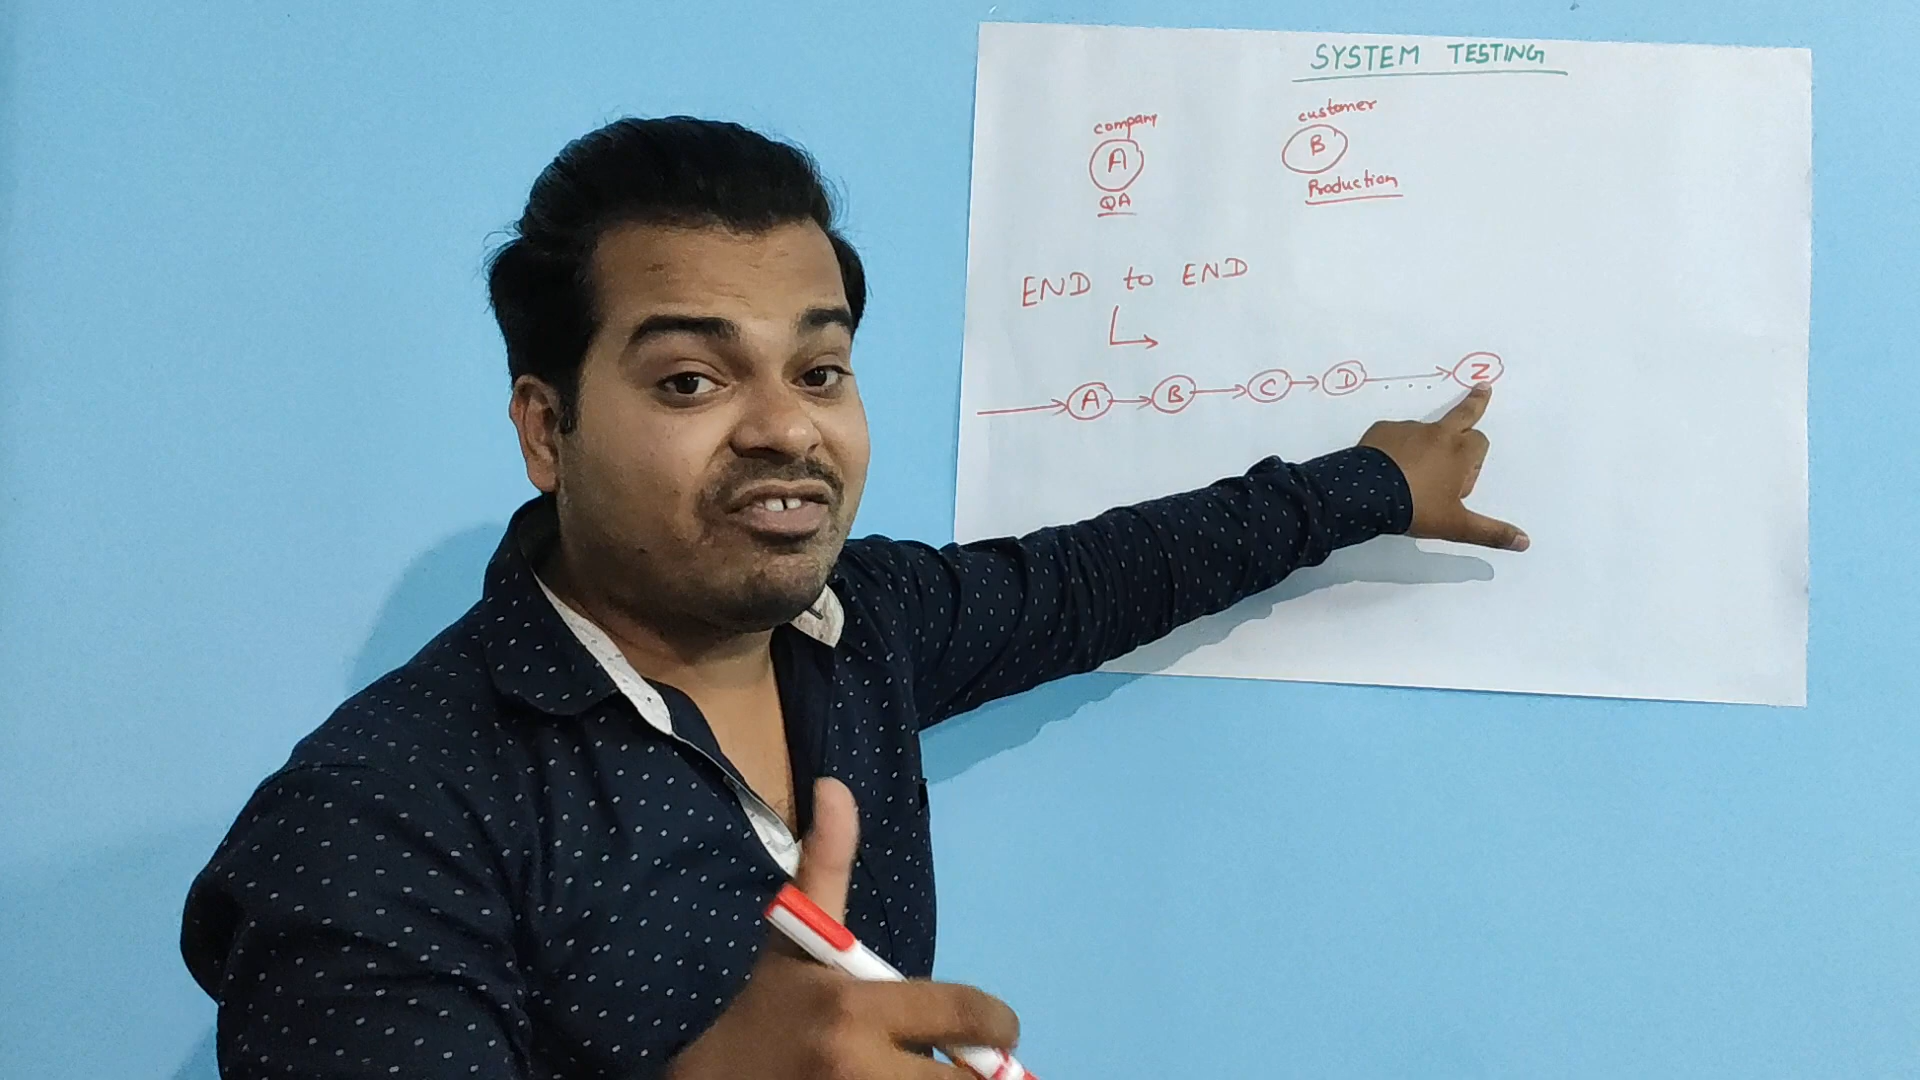 SYSTEM TESTING
company
A
QA
customer
B
Production
END to END
A B C D . . . Z